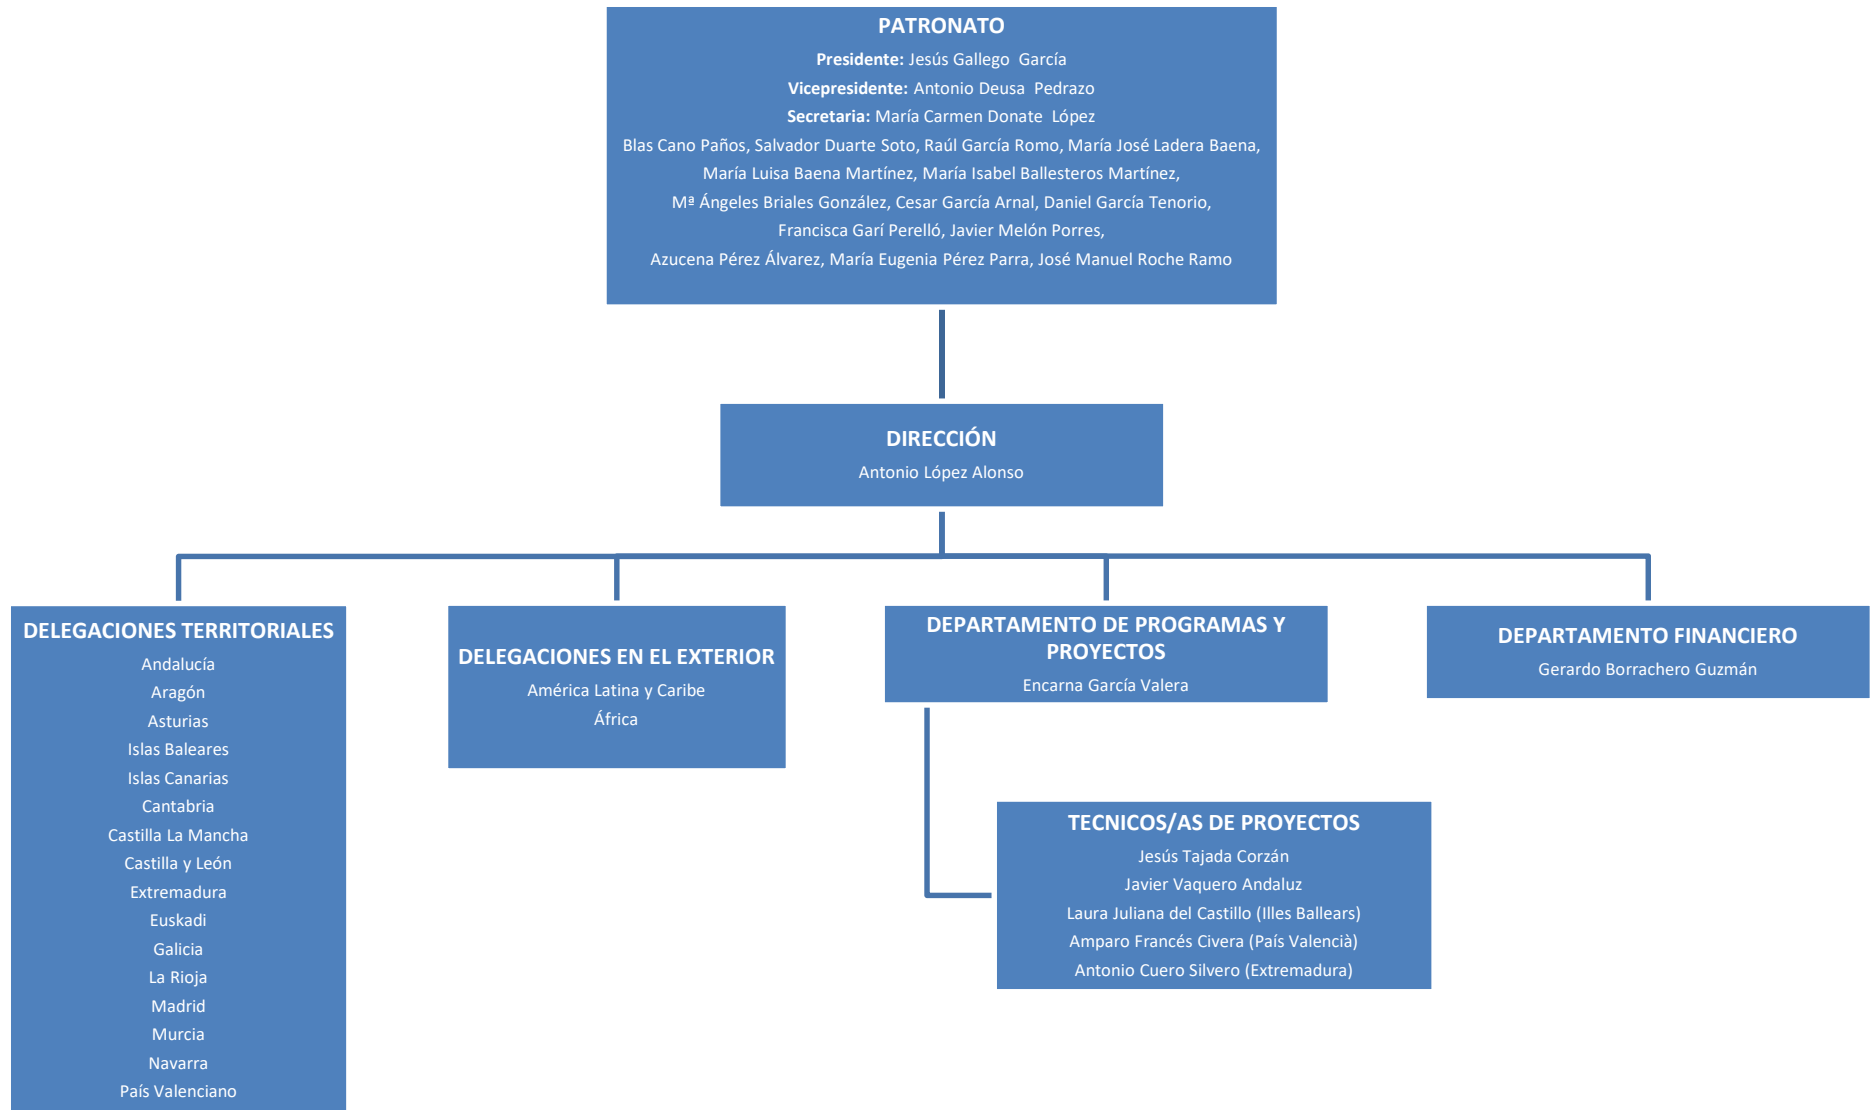 PATRONATO
Presidente: Jesús Gallego García
Vicepresidente: Antonio Deusa Pedrazo
Secretaria: María Carmen Donate López
Blas Cano Paños, Salvador Duarte Soto, Raúl García Romo, María José Ladera Baena,
María Luisa Baena Martínez, María Isabel Ballesteros Martínez,
Mª Ángeles Briales González, Cesar García Arnal, Daniel García Tenorio,
Francisca Garí Perelló, Javier Melón Porres,
Azucena Pérez Álvarez, María Eugenia Pérez Parra, José Manuel Roche Ramo
DIRECCIÓN
Antonio López Alonso
DELEGACIONES TERRITORIALES
Andalucía
Aragón
Asturias
Islas Baleares
Islas Canarias
Cantabria
Castilla La Mancha
Castilla y León
Extremadura
Euskadi
Galicia
La Rioja
Madrid
Murcia
Navarra
País Valenciano
DELEGACIONES EN EL EXTERIOR
América Latina y Caribe
África
DEPARTAMENTO DE PROGRAMAS Y
PROYECTOS
Encarna García Valera
TECNICOS/AS DE PROYECTOS
Jesús Tajada Corzán
Javier Vaquero Andaluz
Laura Juliana del Castillo (Illes Ballears)
Amparo Francés Civera (País Valencià)
Antonio Cuero Silvero (Extremadura)
DEPARTAMENTO FINANCIERO
Gerardo Borrachero Guzmán